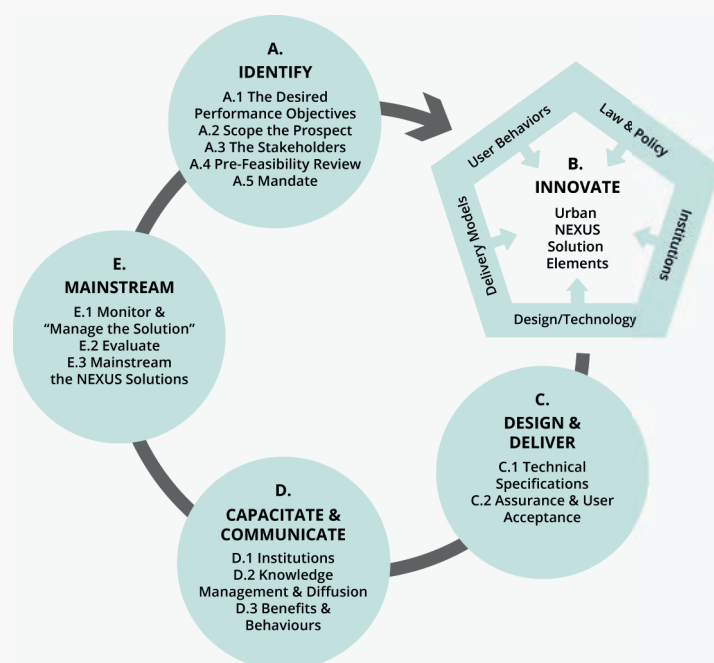 A.
IDENTIFY
A.1 The Desired
Performance Objectives
A.2 Scope the Prospect
A.3 The Stakeholders
A.4 Pre-Feasibility Review
A.5 Mandate
User Behaviors
Law & Policy
Delivery Models
Institutions
B.
INNOVATE
Urban
NEXUS
Solution
Elements
Design/Technology
C.
DESIGN &
DELIVER
C.1 Technical
Specifications
C.2 Assurance & User
Acceptance
D.
CAPACITATE &
COMMUNICATE
D.1 Institutions
D.2 Knowledge
Management & Diffusion
D.3 Benefits &
Behaviours
E.
MAINSTREAM
E.1 Monitor &
“Manage the Solution”
E.2 Evaluate
E.3 Mainstream
the NEXUS Solutions